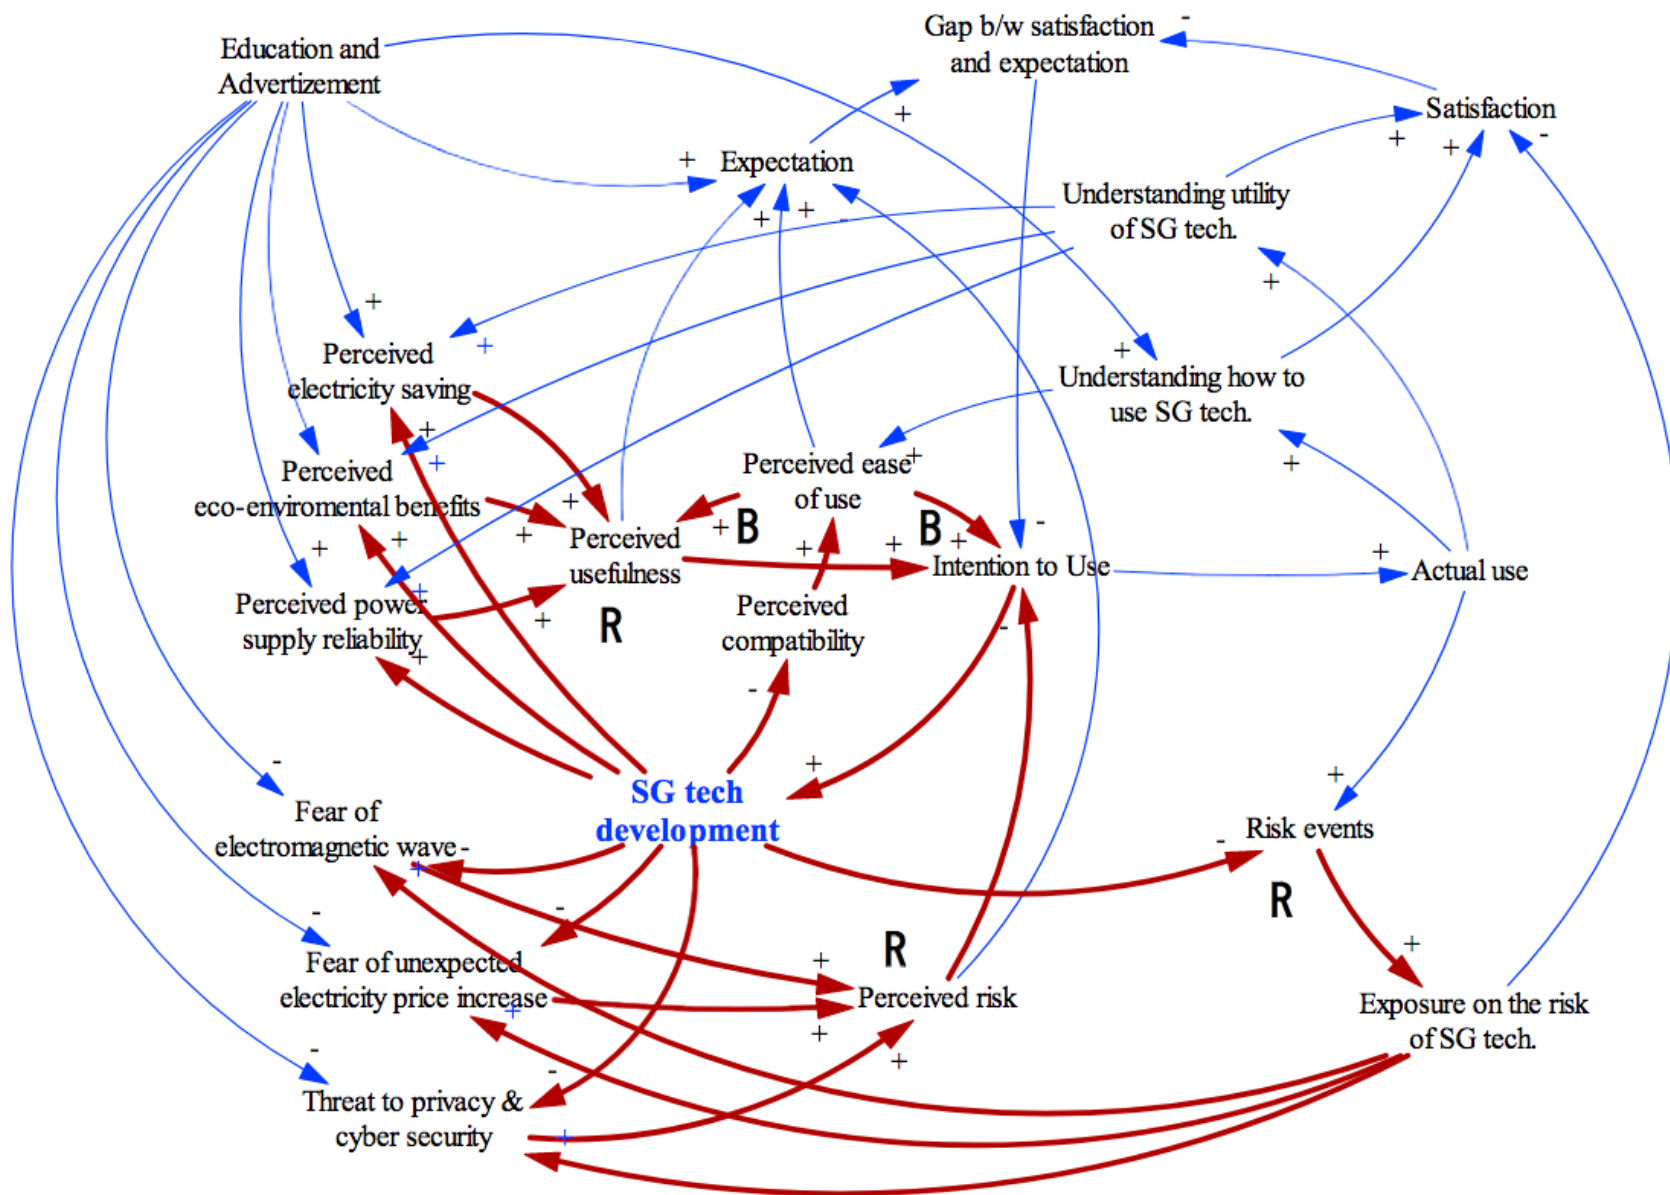 Gap b/w satisfaction
and expectation
-
+
Education and
Advertizement
Satisfaction
+
+
-
Expectation
+
+
+
-
Understanding utility
of SG tech.
+
+
+
+
Perceived
electricity saving
Understanding how to
use SG tech.
+
+
+
+
Perceived
eco-enviromental benefits
Perceived ease
of use
+
+
+
+
B
B
-
+
+
+
+
+
Perceived
usefulness
Intention to Use
+
Actual use
+
Perceived power
supply reliability
+
+
R
Perceived
compatibility
-
-
+
+
-
SG tech
development
Fear of
electromagnetic wave
-
+
Risk events
-
R
-
-
+
R
+
Fear of unexpected
electricity price increase
+
Perceived risk
+
+
Exposure on the risk
of SG tech.
-
-
Threat to privacy &
cyber security
+